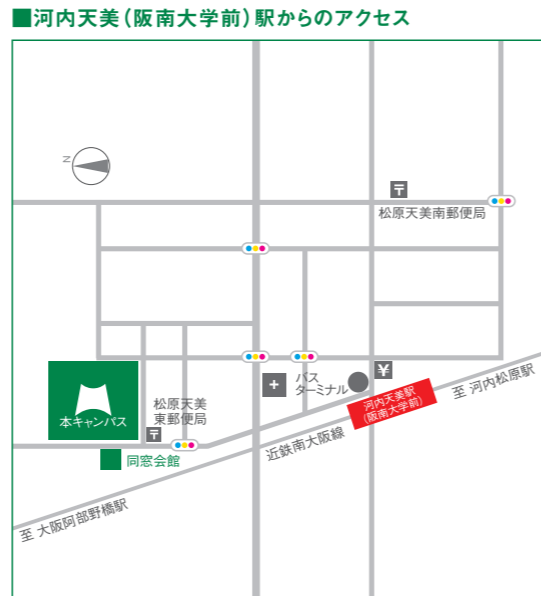 ■河内天美(阪南大学前)駅からのアクセス
N
〒
松原天美南郵便局
本キャンパス
松原天美
東郵便局
〒
同窓会館
+
バス
ターミナル
¥
河内天美駅
(阪南大学前)
至 河内松原駅
近鉄南大阪線
至 大阪阿部野橋駅